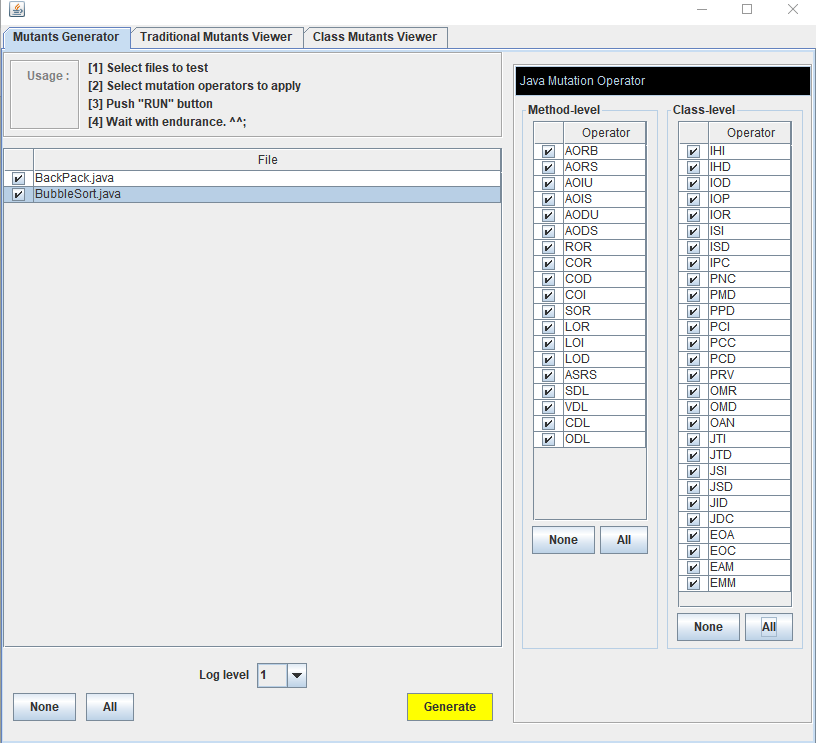 Mutants Generator Traditional Mutants Viewer Class Mutants Viewer
Usage : [1] Select files to test
[2] Select mutation operators to apply
[3] Push "RUN" button
[4] Wait with endurance. ^^;
File
BackPack.java
BubbleSort.java
Log level 1
None All Generate
Java Mutation Operator
Method-level
Operator
AORB
AORS
AOIU
AOIS
AODU
AODS
ROR
COR
COD
COI
SOR
LOR
LOI
LOD
ASRS
SDL
VDL
CDL
ODL
None All
Class-level
Operator
IHI
IHD
IOD
IOP
IOR
ISI
ISD
IPC
PNC
PMD
PPD
PCI
PCC
PCD
PRV
OMR
OMD
OAN
JTI
JTD
JSI
JSD
JID
JDC
EOA
EOC
EAM
EMM
None All